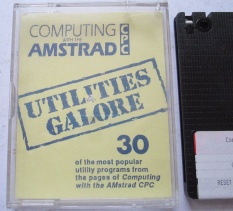 COMPUTING
WITH THE
AMSTRAD CPC
UTILITIES
GALORE
30
of the most popular
utility programs from
the pages of Computing
with the AMstrad CPC
RESET